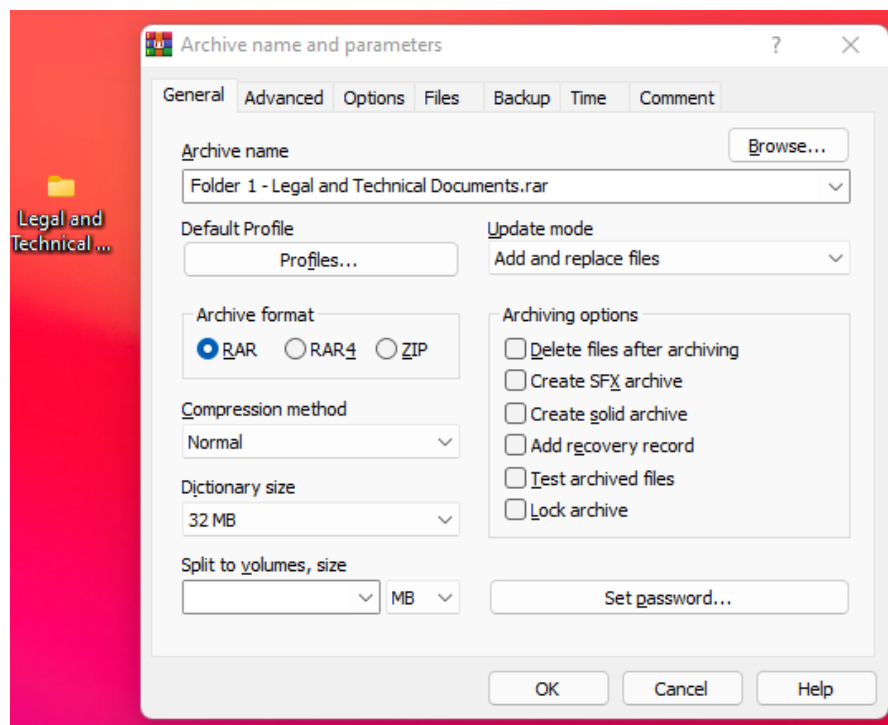 Archive name and parameters
General Advanced Options Files Backup Time Comment
Archive name
Browse...
Folder 1 - Legal and Technical Documents.rar
Legal and
Technical ...
Default Profile
Profiles...
Update mode
Add and replace files
Archive format
RAR RAR4 ZIP
Archiving options
Delete files after archiving
Create SFX archive
Create solid archive
Add recovery record
Test archived files
Lock archive
Compression method
Normal
Dictionary size
32 MB
Split to volumes, size
MB
Set password...
OK Cancel Help